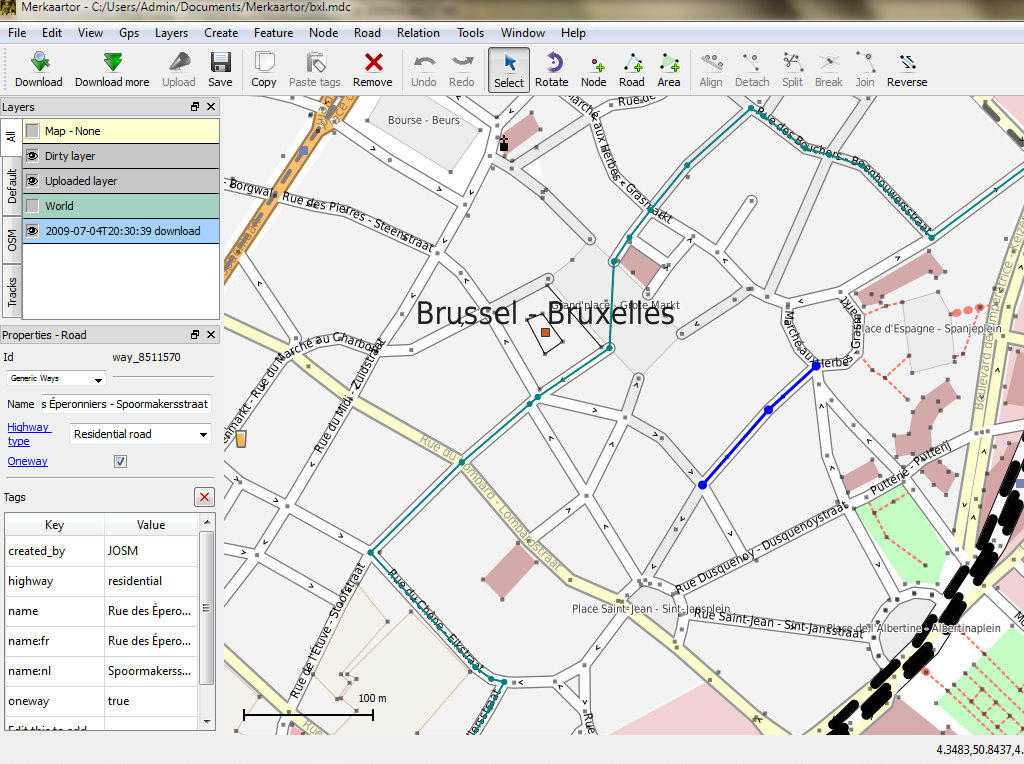 Merkaartor - C:/Users/Admin/Documents/Merkaartor/bxl.mdc
File Edit View Gps Layers Create Feature Node Road Relation Tools Window Help
Download Download more Upload Save Copy Paste tags Remove Undo Redo Select Rotate Node Road Area Align Detach Split Break Join Reverse
Layers
All
Default
OSM
Tracks
Map - None
Dirty layer
Uploaded layer
World
2009-07-04T20:30:39 download
Properties - Road
Id way_8511570
Generic Ways
Name s Éperonniers - Spoormakersstraat
Highway
type
Residential road
Oneway
Tags
Key Value
created_by JOSM
highway residential
name Rue des Épero...
name:fr Rue des Épero...
name:nl Spoormakerss...
oneway true
Edit this to add
Bourse - Beurs
Rue de
Marché aux Herbes - Grasmarkt
Rue des Bouchers - Beenhouwersstraat
- Borgwal
Rue des Pierres - Steenstraat
Grand'place - Grote Markt
Brussel - Bruxelles
Marché aux Herbe
Grasmarkt
lace d'Espagne - Spanjeplein
Boulevard de l'Impératrice - Keize
enmarkt - Rue du Marché au Charbon
Rue du Midi - Zuidstraat
Rue du Lombard - Lombardstraat
Putterie - Putterij
Rue Dusquenoy - Dusquenoystraat
Place Saint-Jean - Sint-Jansplein
Rue Saint-Jean - Sint-Jansstraat
Place de l'Albertine - Albertinaplein
Rue du Chêne - Eikstraat
Rue de l'Etuve - Stoofstraat
100 m
Rue
4.3483,50.8437,4.